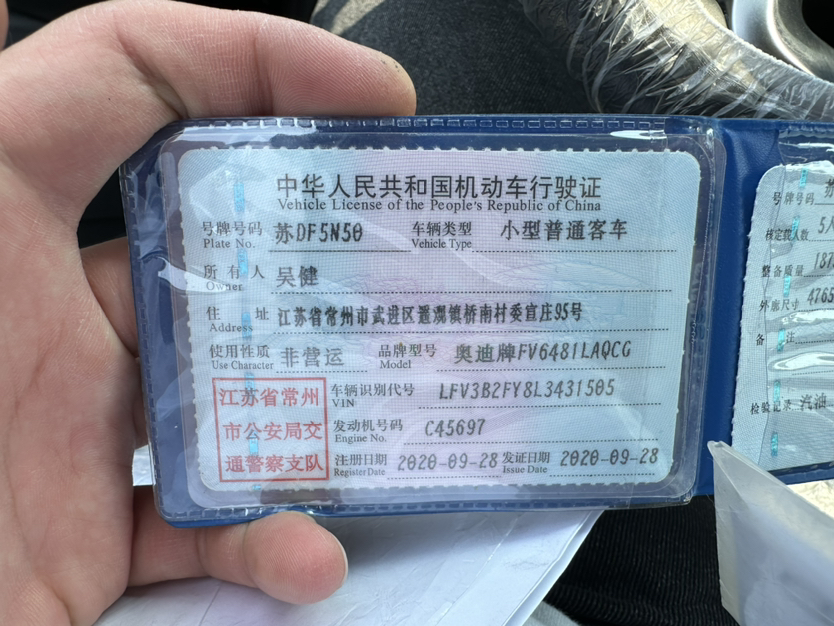 中华人民共和国机动车行驶证
Vehicle License of the People's Republic of China
号牌号码 苏DF5N50 车辆类型 小型普通客车
Plate No. Vehicle Type
所有人 吴健
Owner
住址 江苏省常州市武进区遥观镇桥南村委宣庄95号
Address
使用性质 非营运 品牌型号 奥迪牌FV6481LAQCG
Use Character Model
江苏省常州
市公安局交
通警察支队
车辆识别代号 LFV3B2FY8L3431505
VIN
发动机号码 C45697
Engine No.
注册日期 2020-09-28 发证日期 2020-09-28
Register Date Issue Date
号牌号码
核定载人数 5人
整备质量 187
外廓尺寸 4765
备注
检验记录 汽油